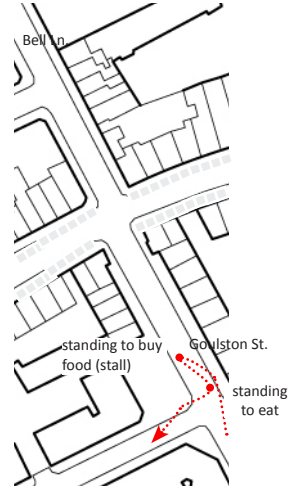 Bell Ln.
standing to buy
food (stall)
Goulston St.
standing
to eat